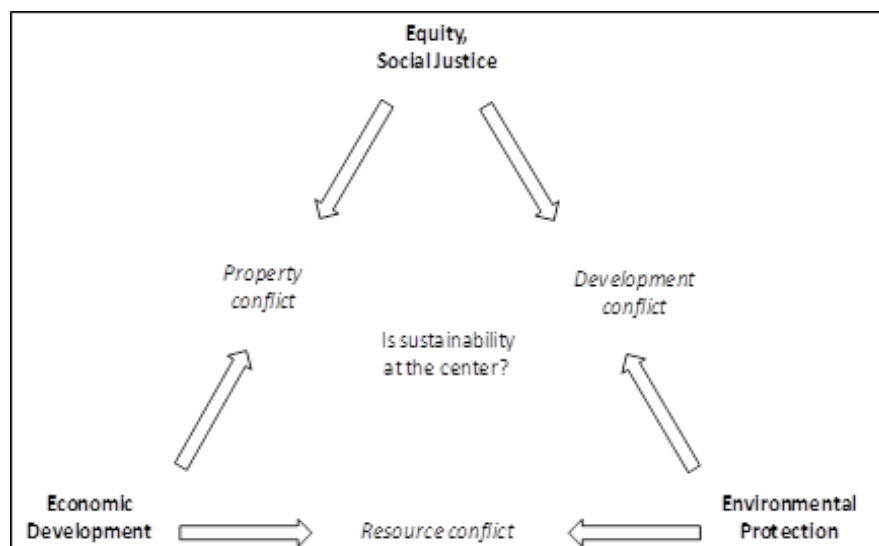 Equity,
Social Justice
Property
conflict
Development
conflict
Is sustainability
at the center?
Economic
Development
Resource conflict
Environmental
Protection